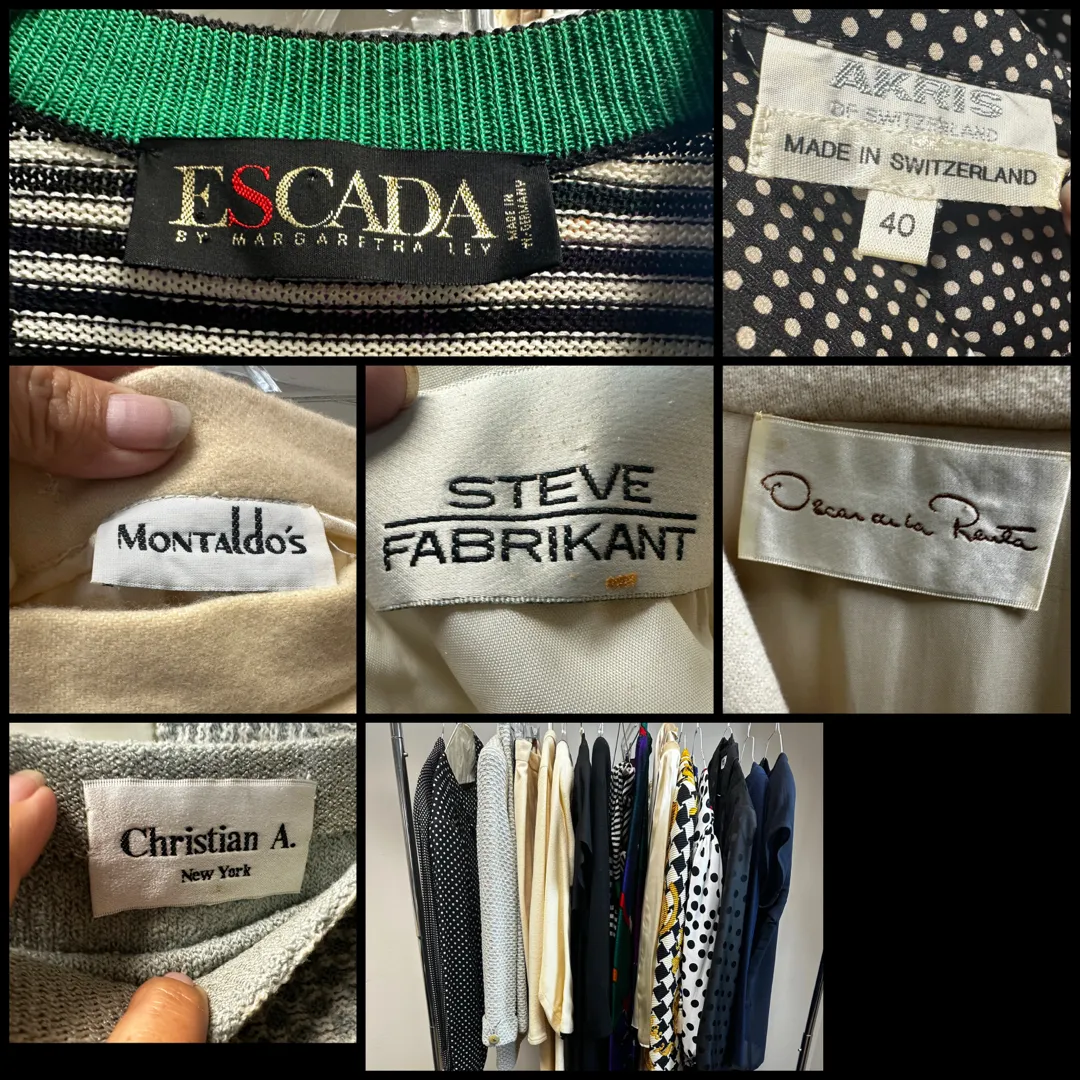 ESCADA
BY MARGARETHA LEY
MADE IN
W.GERMANY
AKRIS
OF SWITZERLAND
MADE IN SWITZERLAND
40
MONTAldo's
STEVE
FABRIKANT
Oscar de la Renta
Christian A.
New York